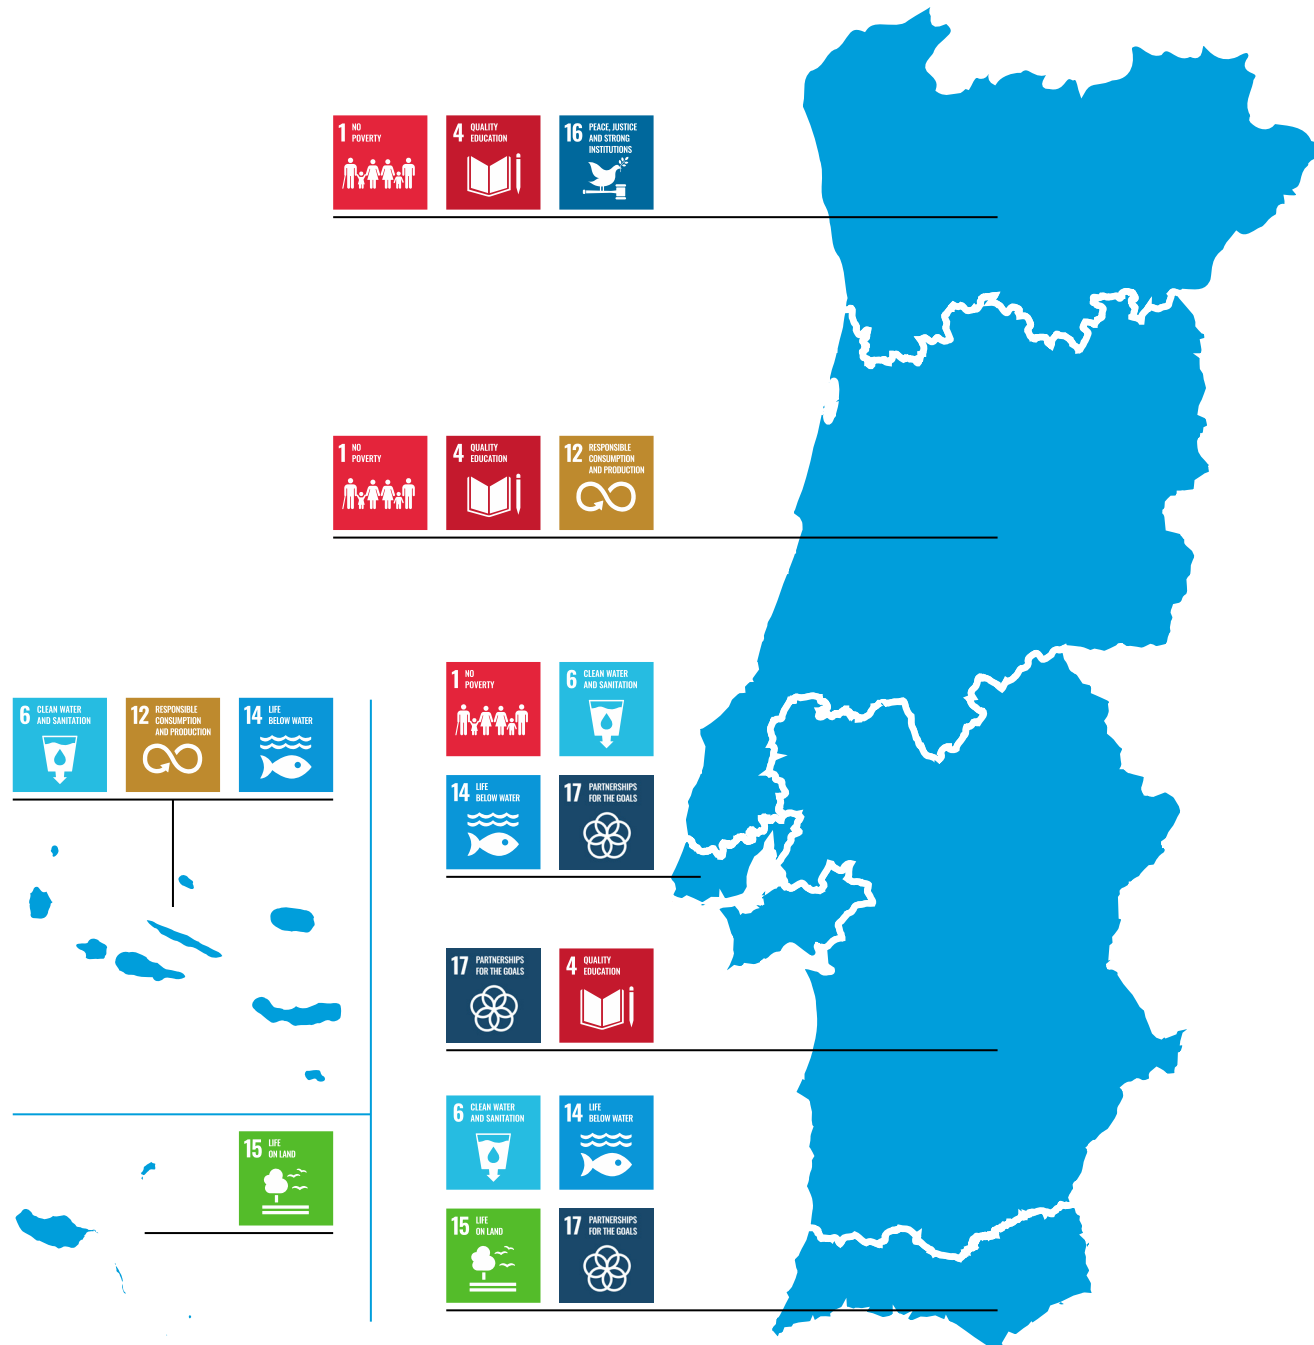 1 NO
POVERTY
4 QUALITY
EDUCATION
16 PEACE, JUSTICE
AND STRONG
INSTITUTIONS
1 NO
POVERTY
4 QUALITY
EDUCATION
12 RESPONSIBLE
CONSUMPTION
AND PRODUCTION
1 NO
POVERTY
6 CLEAN WATER
AND SANITATION
14 LIFE
BELOW WATER
17 PARTNERSHIPS
FOR THE GOALS
6 CLEAN WATER
AND SANITATION
12 RESPONSIBLE
CONSUMPTION
AND PRODUCTION
14 LIFE
BELOW WATER
17 PARTNERSHIPS
FOR THE GOALS
4 QUALITY
EDUCATION
6 CLEAN WATER
AND SANITATION
14 LIFE
BELOW WATER
15 LIFE
ON LAND
17 PARTNERSHIPS
FOR THE GOALS
15 LIFE
ON LAND